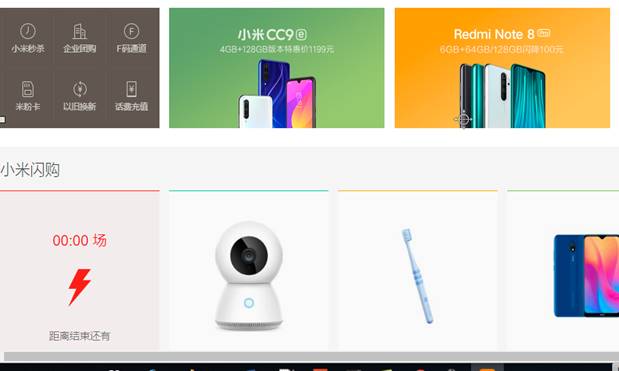 小米秒杀 企业团购 F码通道
米粉卡 以旧换新 话费充值
小米CC9 e
4GB+128GB版本特惠价1199元
Redmi Note 8 Pro
6GB+64GB/128GB闪降100元
小米闪购
00:00 场
距离结束还有